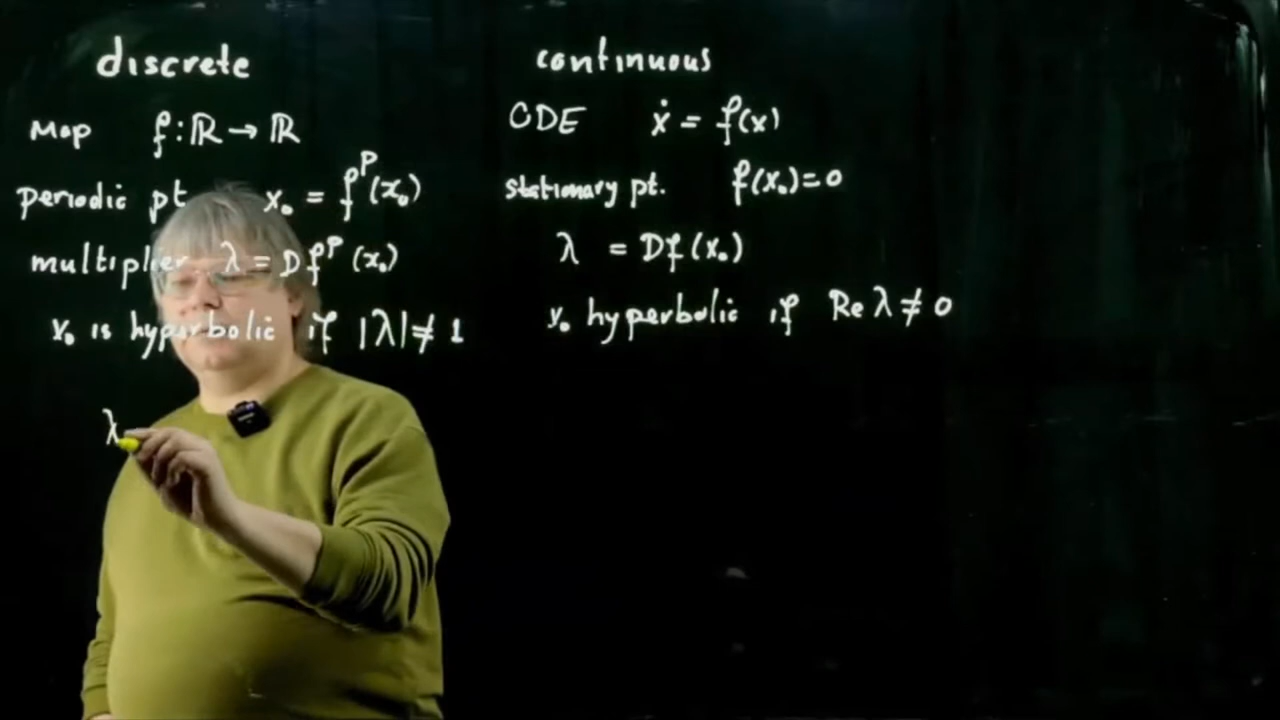 discrete
Map f : ℝ → ℝ
periodic pt x₀ = fᵖ(x₀)
multiplier λ = Dfᵖ (x₀)
x₀ is hyperbolic if |λ| ≠ 1
λ
continuous
ODE ẋ = f(x)
stationary pt. f(x₀)=0
λ = Df(x₀)
x₀ hyperbolic if Re λ ≠ 0